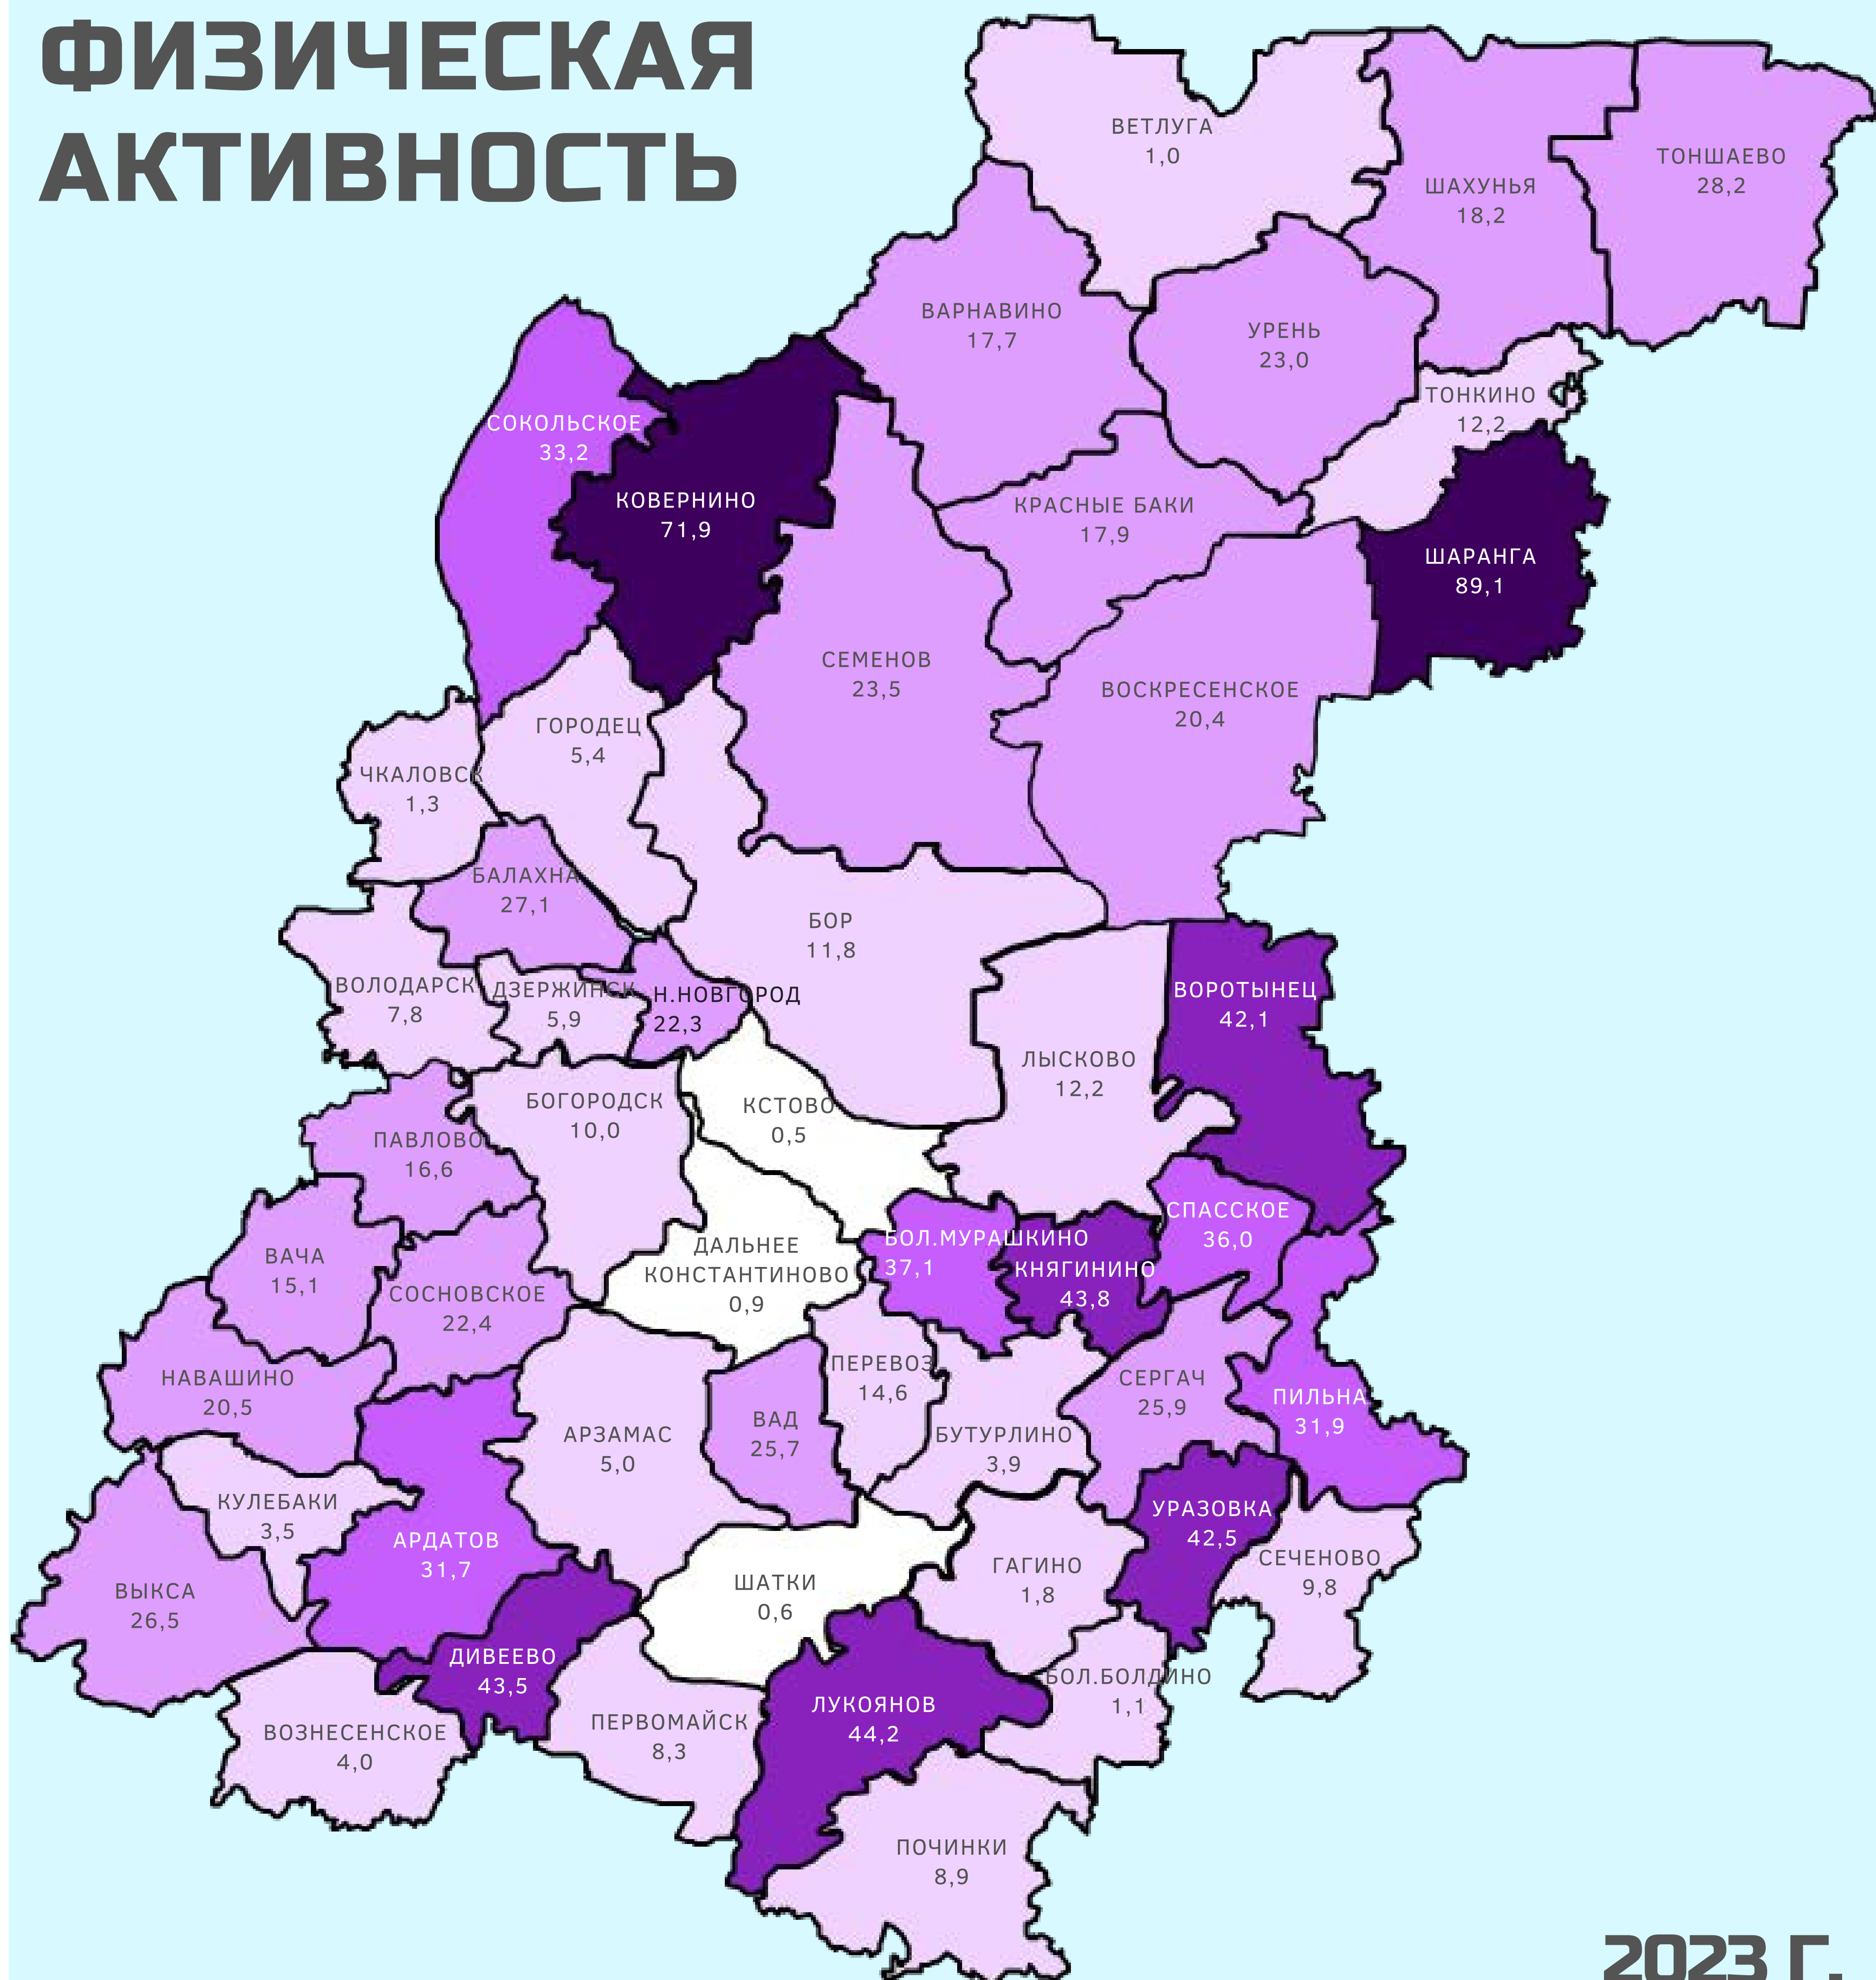 ФИЗИЧЕСКАЯ
АКТИВНОСТЬ
ВЕТЛУГА
1,0
ШАХУНЬЯ
18,2
ТОНШАЕВО
28,2
ВАРНАВИНО
17,7
УРЕНЬ
23,0
ТОНКИНО
12,2
СОКОЛЬСКОЕ
33,2
КОВЕРНИНО
71,9
КРАСНЫЕ БАКИ
17,9
ШАРАНГА
89,1
СЕМЕНОВ
23,5
ВОСКРЕСЕНСКОЕ
20,4
ГОРОДЕЦ
5,4
ЧКАЛОВСК
1,3
БАЛАХНА
27,1
БОР
11,8
ВОЛОДАРСК
7,8
ДЗЕРЖИНСК
5,9
Н.НОВГОРОД
22,3
ВОРОТЫНЕЦ
42,1
ЛЫСКОВО
12,2
БОГОРОДСК
10,0
КСТОВО
0,5
ПАВЛОВО
16,6
СПАССКОЕ
36,0
ВАЧА
15,1
СОСНОВСКОЕ
22,4
ДАЛЬНЕЕ
КОНСТАНТИНОВО
0,9
БОЛ.МУРАШКИНО
37,1
КНЯГИНИНО
43,8
НАВАШИНО
20,5
ПЕРЕВОЗ
14,6
СЕРГАЧ
25,9
ПИЛЬНА
31,9
АРЗАМАС
5,0
ВАД
25,7
БУТУРЛИНО
3,9
КУЛЕБАКИ
3,5
АРДАТОВ
31,7
УРАЗОВКА
42,5
СЕЧЕНОВО
9,8
ВЫКСА
26,5
ШАТКИ
0,6
ГАГИНО
1,8
ДИВЕЕВО
43,5
БОЛ.БОЛДИНО
1,1
ВОЗНЕСЕНСКОЕ
4,0
ПЕРВОМАЙСК
8,3
ЛУКОЯНОВ
44,2
ПОЧИНКИ
8,9
2023 Г.